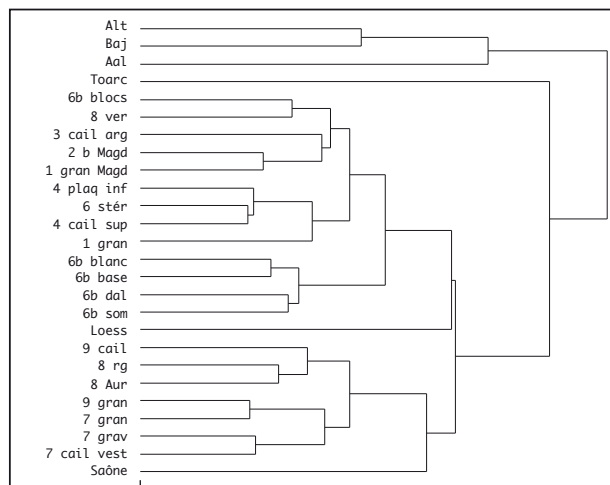 Alt
Baj
Aal
Toarc
6b blocs
8 ver
3 cail arg
2 b Magd
1 gran Magd
4 plaq inf
6 stér
4 cail sup
1 gran
6b blanc
6b base
6b dal
6b som
Loess
9 cail
8 rg
8 Aur
9 gran
7 gran
7 grav
7 cail vest
Saône